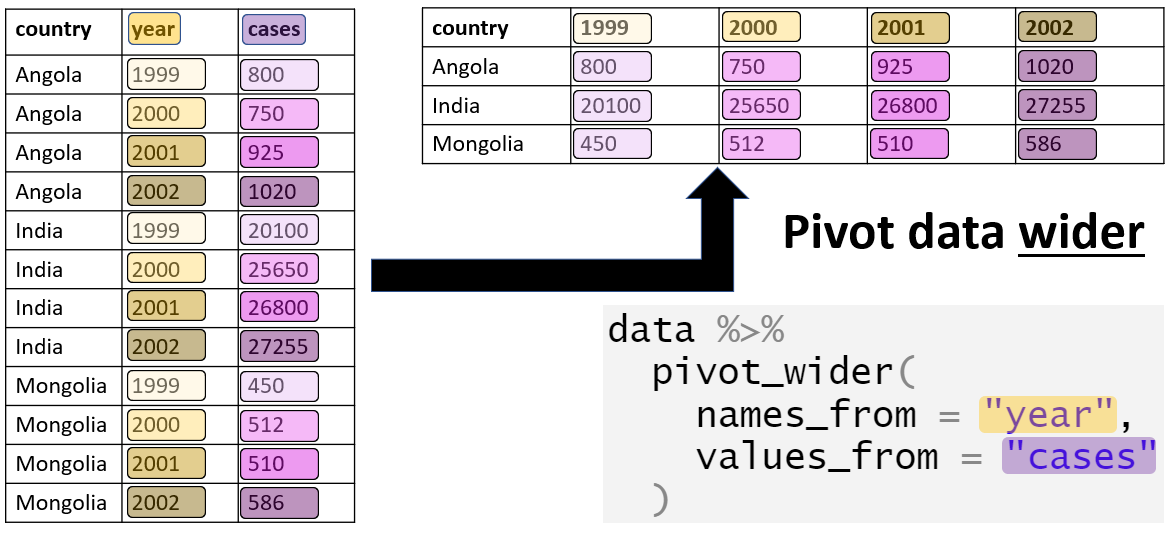 country year cases
Angola 1999 800
Angola 2000 750
Angola 2001 925
Angola 2002 1020
India 1999 20100
India 2000 25650
India 2001 26800
India 2002 27255
Mongolia 1999 450
Mongolia 2000 512
Mongolia 2001 510
Mongolia 2002 586
country 1999 2000 2001 2002
Angola 800 750 925 1020
India 20100 25650 26800 27255
Mongolia 450 512 510 586
Pivot data wider
data %>%
pivot_wider(
names_from = "year",
values_from = "cases"
)